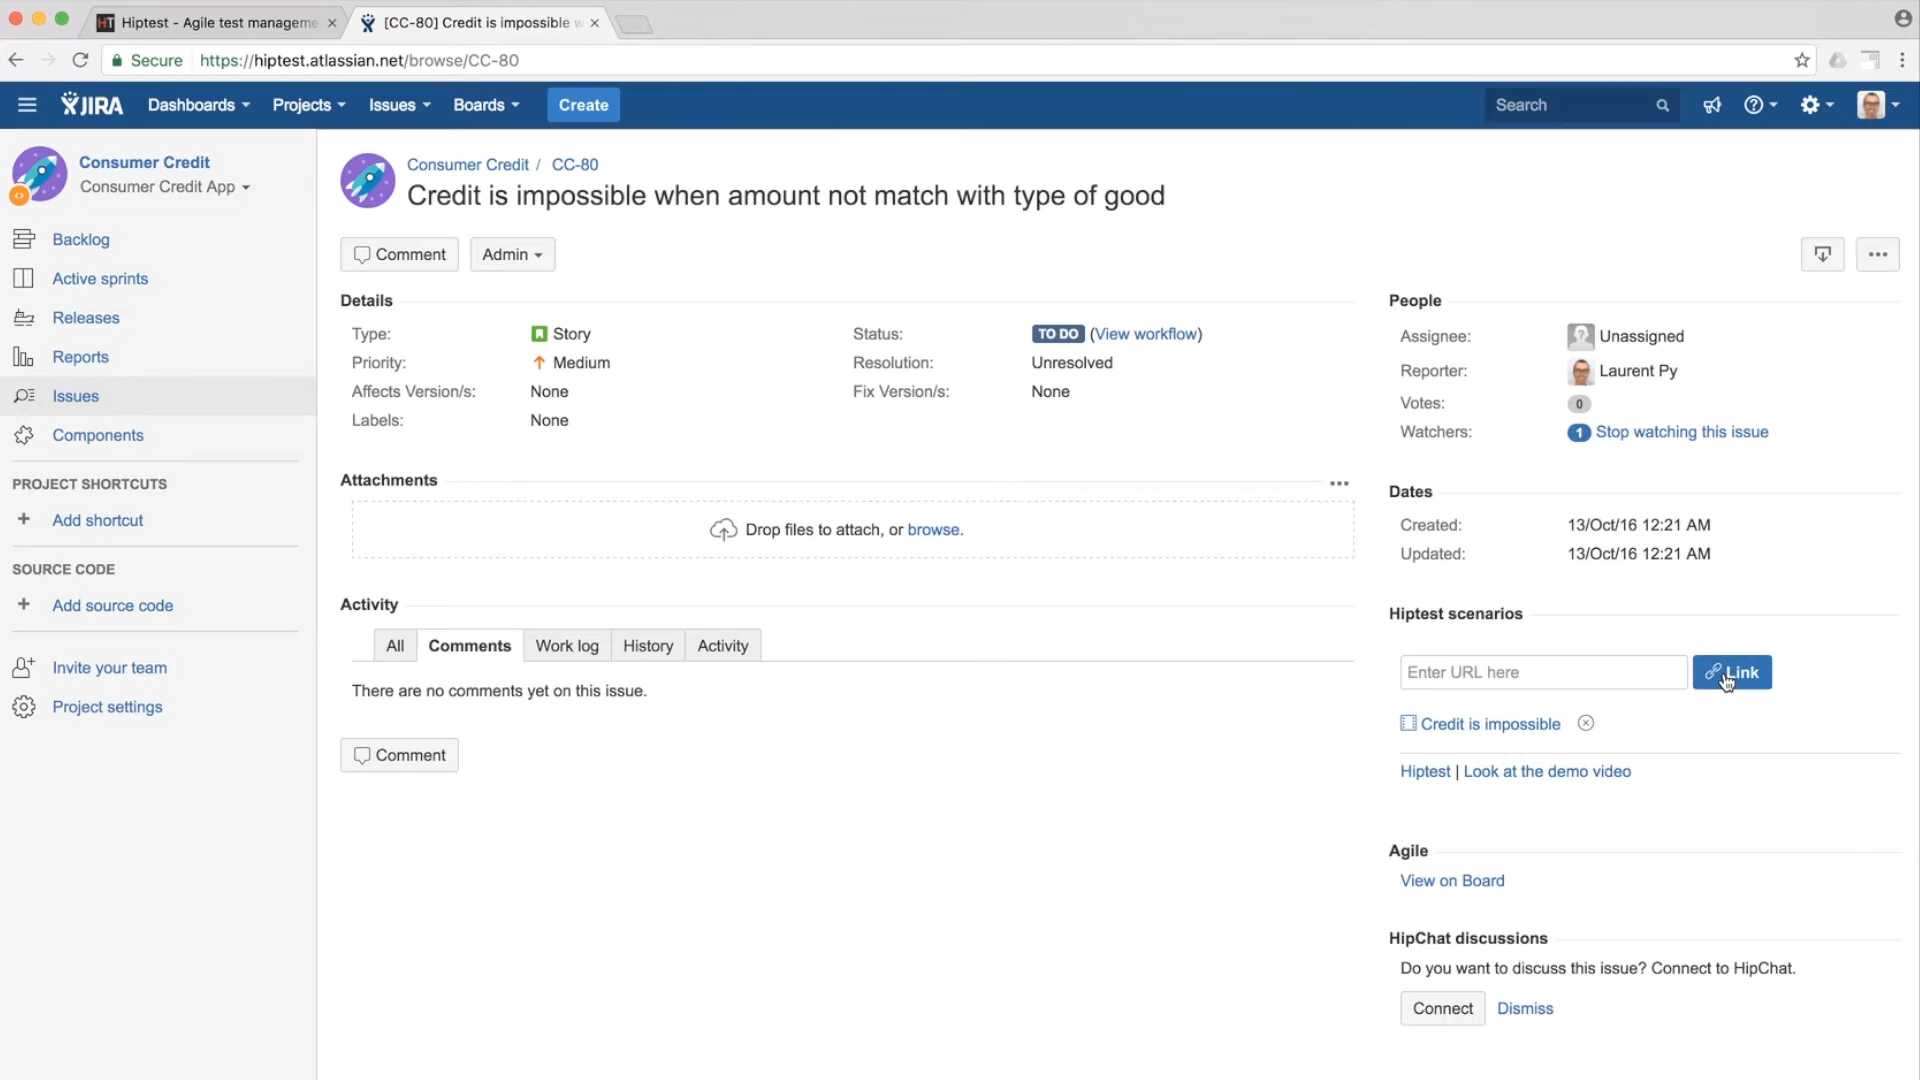 Hiptest - Agile test manageme
[CC-80] Credit is impossible w
Secure https://hiptest.atlassian.net/browse/CC-80
JIRA Dashboards Projects Issues Boards Create Search
Consumer Credit
Consumer Credit App
Backlog
Active sprints
Releases
Reports
Issues
Components
PROJECT SHORTCUTS
+ Add shortcut
SOURCE CODE
+ Add source code
Invite your team
Project settings
Consumer Credit / CC-80
Credit is impossible when amount not match with type of good
Comment Admin
Details
Type: Story
Priority: Medium
Affects Version/s: None
Labels: None
Status: TO DO (View workflow)
Resolution: Unresolved
Fix Version/s: None
Attachments
Drop files to attach, or browse.
Activity
All Comments Work log History Activity
There are no comments yet on this issue.
Comment
People
Assignee: Unassigned
Reporter: Laurent Py
Votes: 0
Watchers: 1 Stop watching this issue
Dates
Created: 13/Oct/16 12:21 AM
Updated: 13/Oct/16 12:21 AM
Hiptest scenarios
Enter URL here Link
Credit is impossible
Hiptest | Look at the demo video
Agile
View on Board
HipChat discussions
Do you want to discuss this issue? Connect to HipChat.
Connect Dismiss